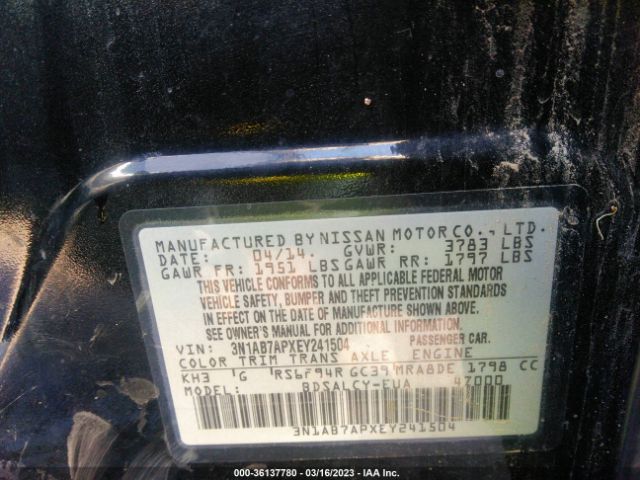 MANUFACTURED BY NISSAN MOTOR CO., LTD.
DATE: 04/14. GVWR: 3783 LBS
GAWR FR: 1951 LBS GAWR RR: 1797 LBS
THIS VEHICLE CONFORMS TO ALL APPLICABLE FEDERAL MOTOR
VEHICLE SAFETY, BUMPER AND THEFT PREVENTION STANDARDS
IN EFFECT ON THE DATE OF MANUFACTURE SHOWN ABOVE.
SEE OWNER'S MANUAL FOR ADDITIONAL INFORMATION.
VIN: 3N1AB7APXEY241504 PASSENGER CAR.
COLOR TRIM TRANS AXLE ENGINE
KH3 G RS6F94R GC39 MRA8DE 1798 CC
MODEL: BDSALCY-EUA 47000
3N1AB7APXEY241504
000-36137780 - 03/16/2023 - IAA Inc.